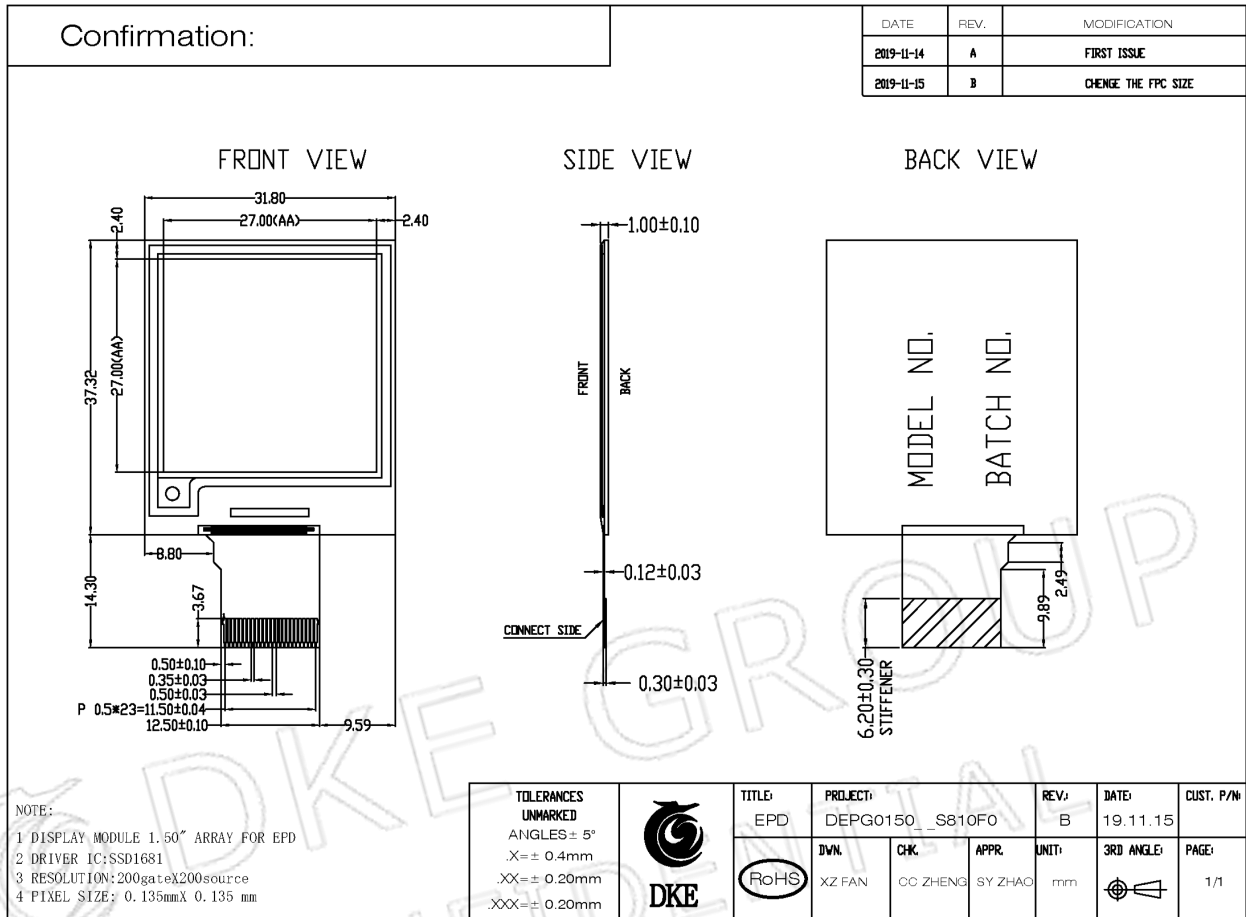 Confirmation:
DATE REV. MODIFICATION
2019-11-14 A FIRST ISSUE
2019-11-15 B CHENGE THE FPC SIZE
FRONT VIEW
SIDE VIEW
BACK VIEW
31.80
27.00(AA)
2.40
2.40
37.32
27.00(AA)
8.80
14.30
3.67
0.50±0.10
0.35±0.03
0.50±0.03
P 0.5*23=11.50±0.04
12.50±0.10
9.59
1.00±0.10
FRONT
BACK
0.12±0.03
CONNECT SIDE
0.30±0.03
MODEL NO.
BATCH NO.
2.49
9.89
6.20±0.30
STIFFENER
DKE GROUP
CONFIDENTIAL
NOTE:
1 DISPLAY MODULE 1.50″ ARRAY FOR EPD
2 DRIVER IC:SSD1681
3 RESOLUTION:200gateX200source
4 PIXEL SIZE: 0.135mmX 0.135 mm
TOLERANCES
UNMARKED
ANGLES± 5°
.X=± 0.4mm
.XX=± 0.20mm
.XXX=± 0.20mm
DKE
TITLE: PROJECT: REV.: DATE: CUST. P/N:
EPD DEPG0150_ _S810F0 B 19.11.15
DWN. CHK. APPR. UNIT: 3RD ANGLE: PAGE:
RoHS XZ FAN CC ZHENG SY ZHAO mm 1/1